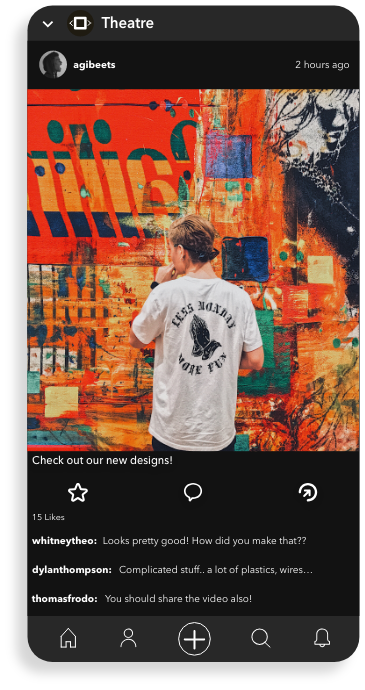 Theatre
agibeets
2 hours ago
LESS MONDAY
MORE FUN
Check out our new designs!
15 Likes
whitneytheo: Looks pretty good! How did you make that??
dylanthompson: Complicated stuff.. a lot of plastics, wires...
thomasfrodo: You should share the video also!